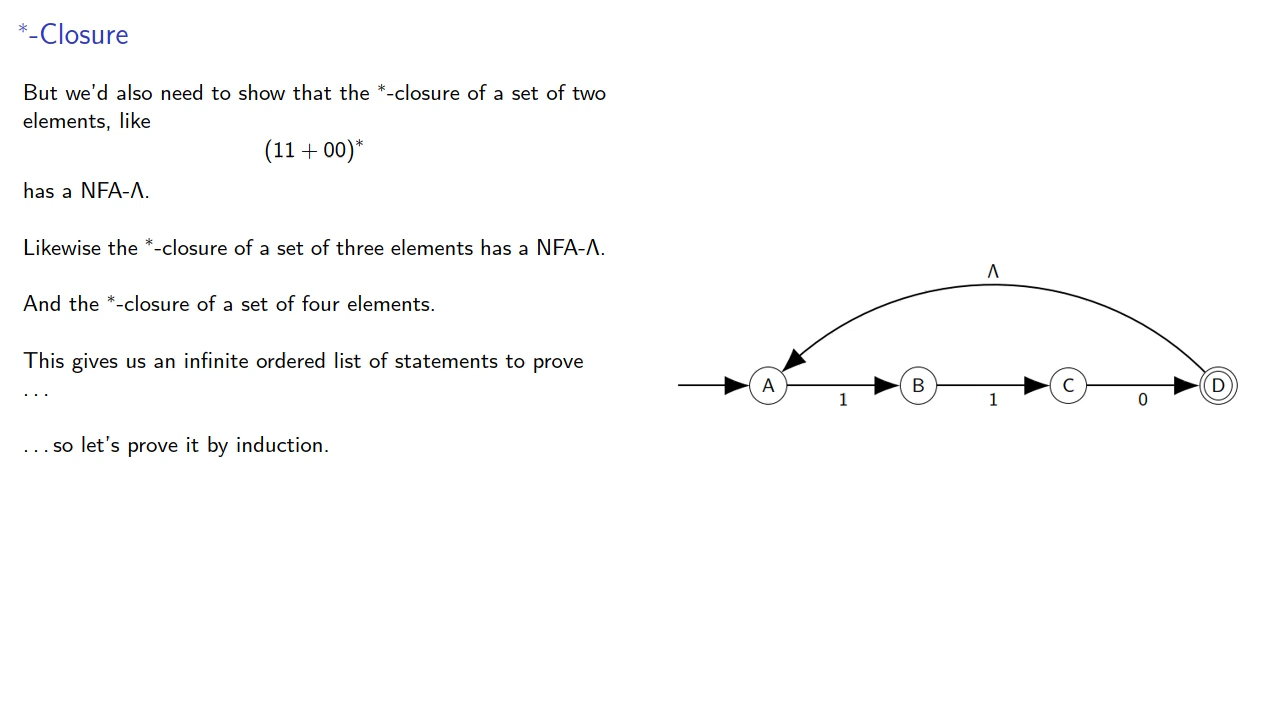 *-Closure
But we'd also need to show that the *-closure of a set of two
elements, like
(11 + 00)*
has a NFA-Λ.
Likewise the *-closure of a set of three elements has a NFA-Λ.
And the *-closure of a set of four elements.
This gives us an infinite ordered list of statements to prove
...
...so let's prove it by induction.
Λ
A B C D
1 1 0